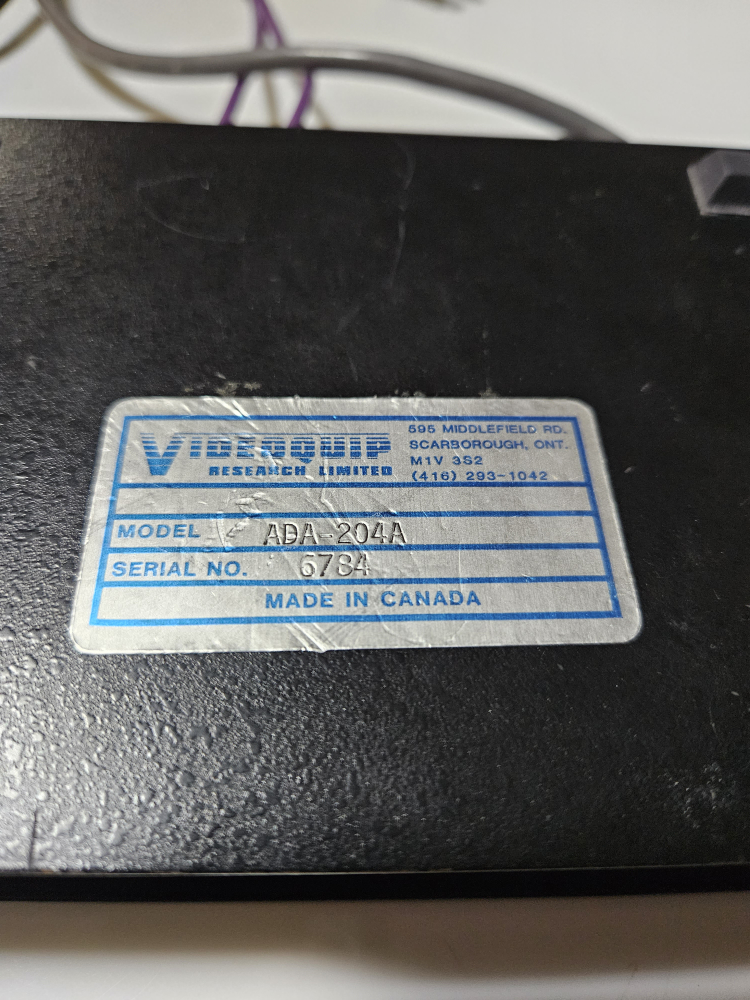 VIDEOQUIP
RESEARCH LIMITED
595 MIDDLEFIELD RD.
SCARBOROUGH, ONT.
M1V 3S2
(416) 293-1042
MODEL ADA-204A
SERIAL NO. 6784
MADE IN CANADA